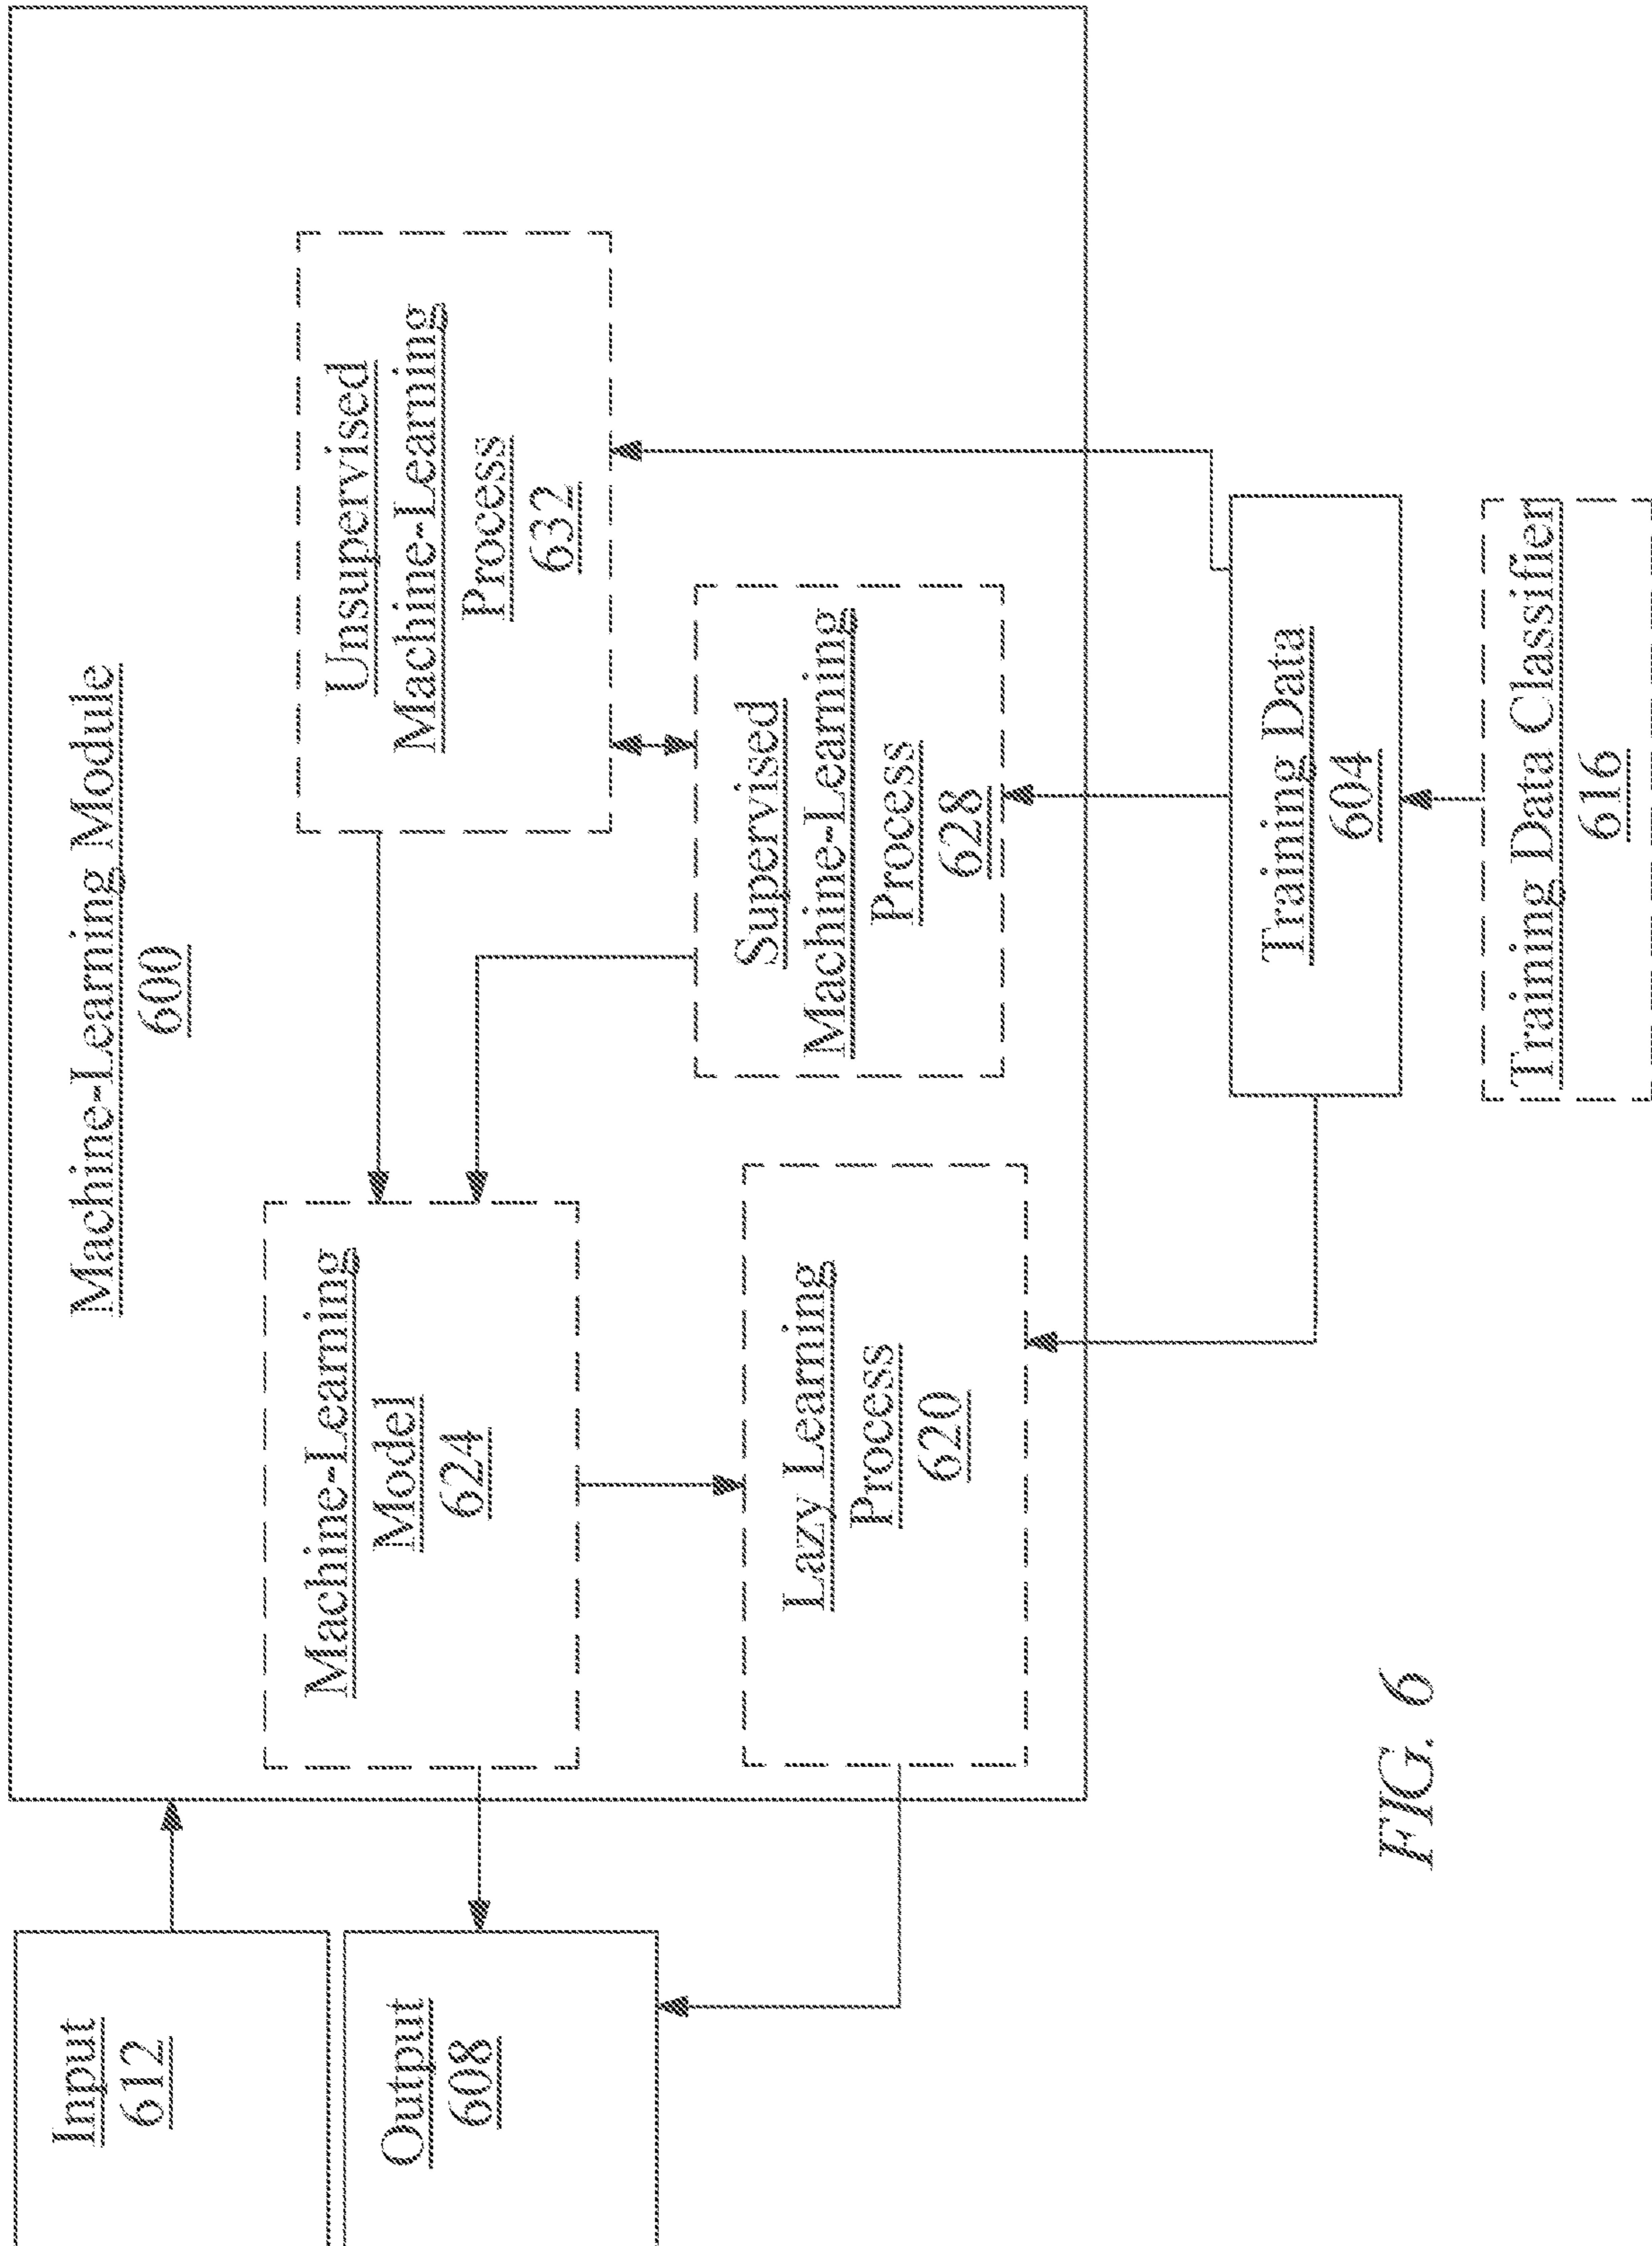 Machine-Learning Module
600
Input
612
Output
608
Machine-Learning
Model
624
Unsupervised
Machine-Learning
Process
632
Lazy Learning
Process
620
Supervised
Machine-Learning
Process
628
Training Data
604
Training Data Classifier
616
FIG. 6